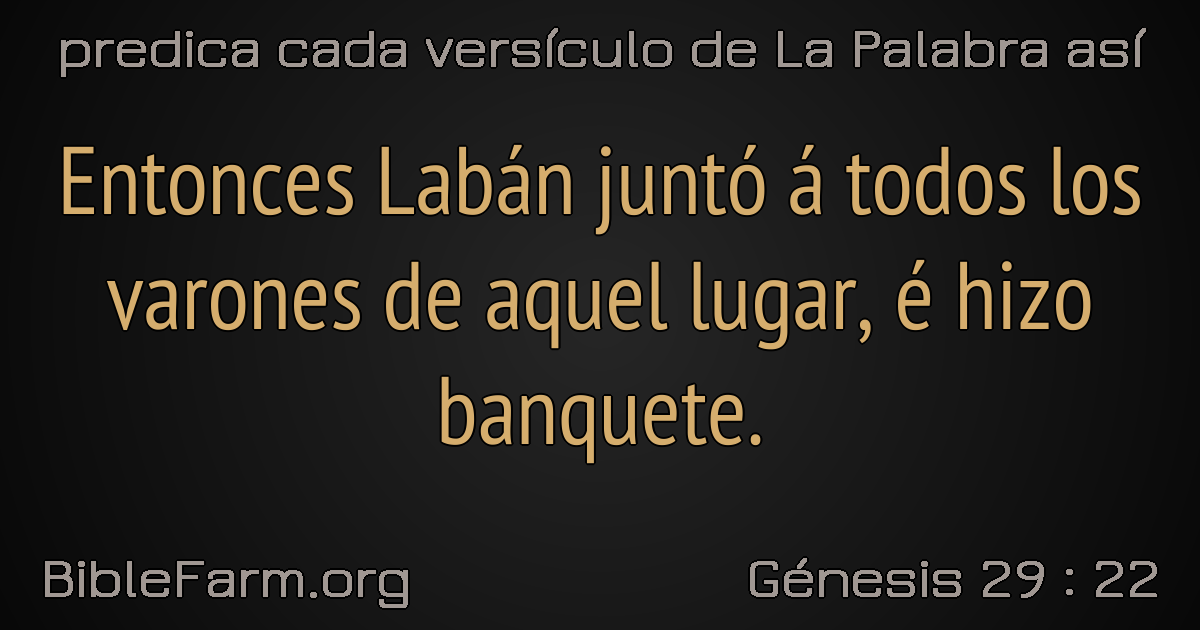 predica cada versículo de La Palabra así
Entonces Labán juntó á todos los
varones de aquel lugar, é hizo
banquete.
BibleFarm.org
Génesis 29 : 22